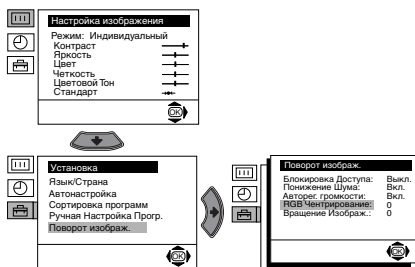 Настройка изображения
Режим: Индивидуальный
Контраст
Яркость
Цвет
Четкость
Цветовой Тон
Стандарт
OK
Установка
Язык/Страна
Автонастройка
Сортировка программ
Ручная Настройка Прогр.
Поворот изображ.
OK
Поворот изображ.
Блокировка Доступа: Выкл.
Понижение Шума: Вкл.
Авторег. громкости: Вкл.
RGB Чентрирование: 0
Вращение Изображ.: 0
OK